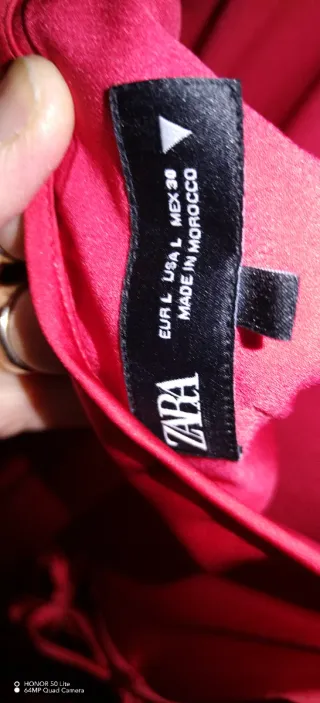 ZARA
EUR L USA L MEX 30
MADE IN MOROCCO
HONOR 50 Lite
64MP Quad Camera